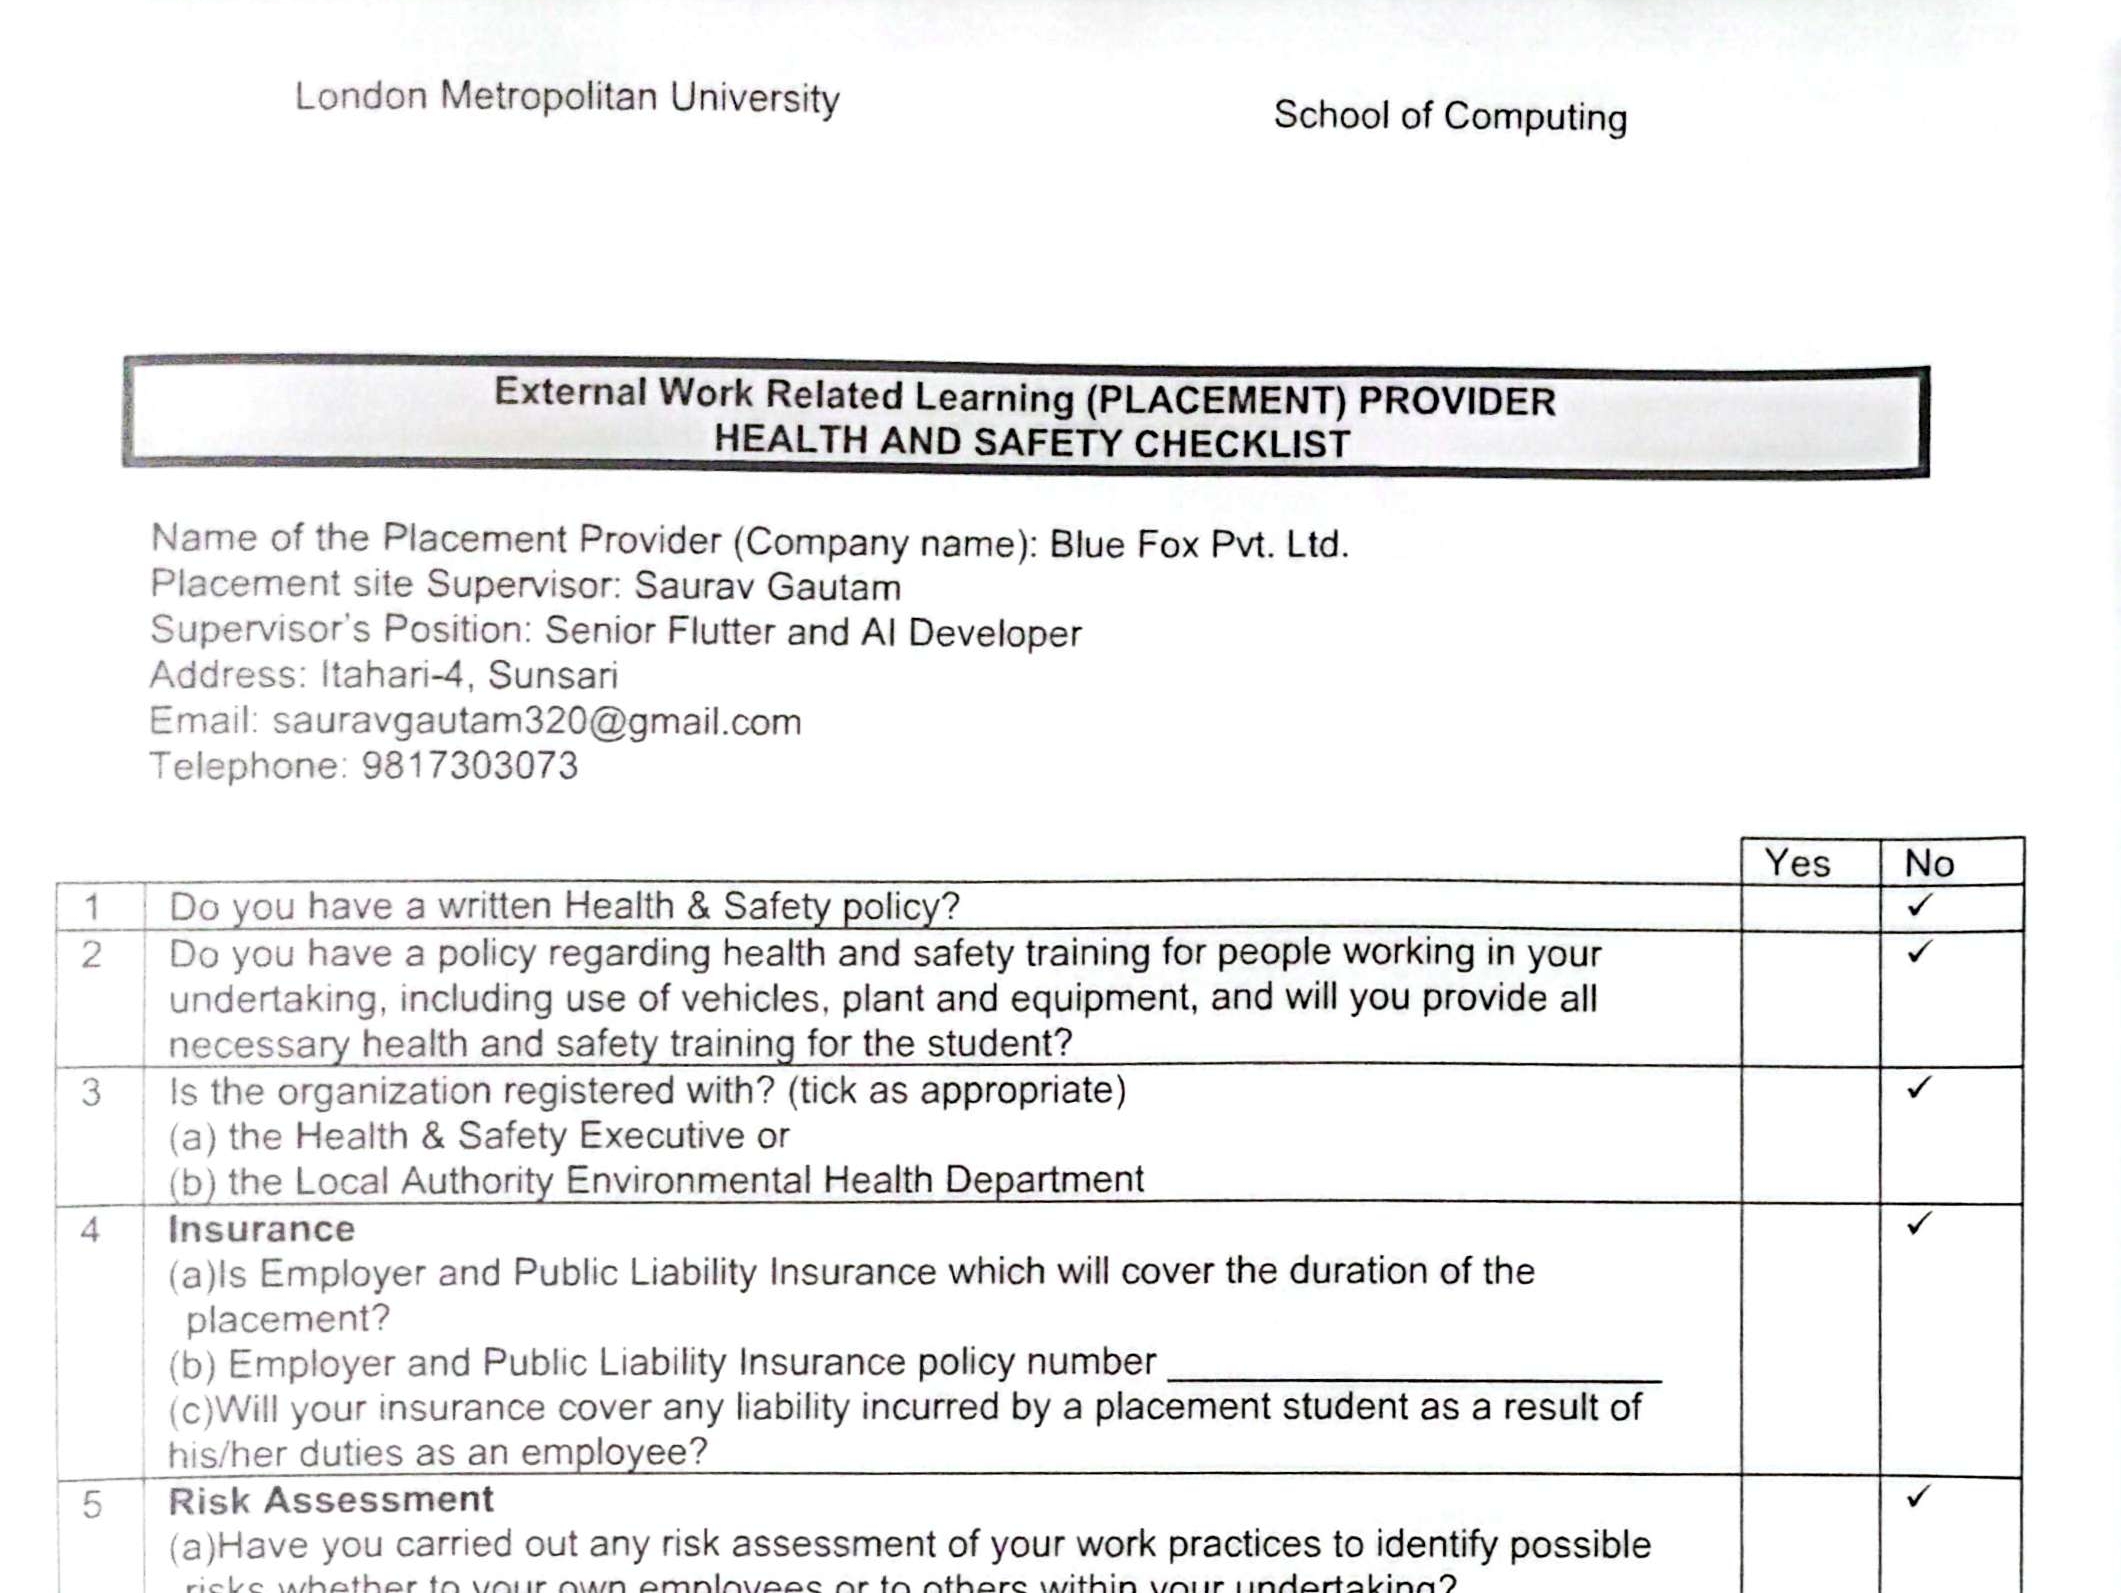 London Metropolitan University
School of Computing
External Work Related Learning (PLACEMENT) PROVIDER
HEALTH AND SAFETY CHECKLIST
Name of the Placement Provider (Company name): Blue Fox Pvt. Ltd.
Placement site Supervisor: Saurav Gautam
Supervisor's Position: Senior Flutter and AI Developer
Address: Itahari-4, Sunsari
Email: sauravgautam320@gmail.com
Telephone: 9817303073
Yes No
1 Do you have a written Health & Safety policy? ✓
2 Do you have a policy regarding health and safety training for people working in your ✓
undertaking, including use of vehicles, plant and equipment, and will you provide all
necessary health and safety training for the student?
3 Is the organization registered with? (tick as appropriate) ✓
(a) the Health & Safety Executive or
(b) the Local Authority Environmental Health Department
4 Insurance ✓
(a)Is Employer and Public Liability Insurance which will cover the duration of the
placement?
(b) Employer and Public Liability Insurance policy number ____________________
(c)Will your insurance cover any liability incurred by a placement student as a result of
his/her duties as an employee?
5 Risk Assessment ✓
(a)Have you carried out any risk assessment of your work practices to identify possible
risks whether to your own employees or to others within your undertaking?